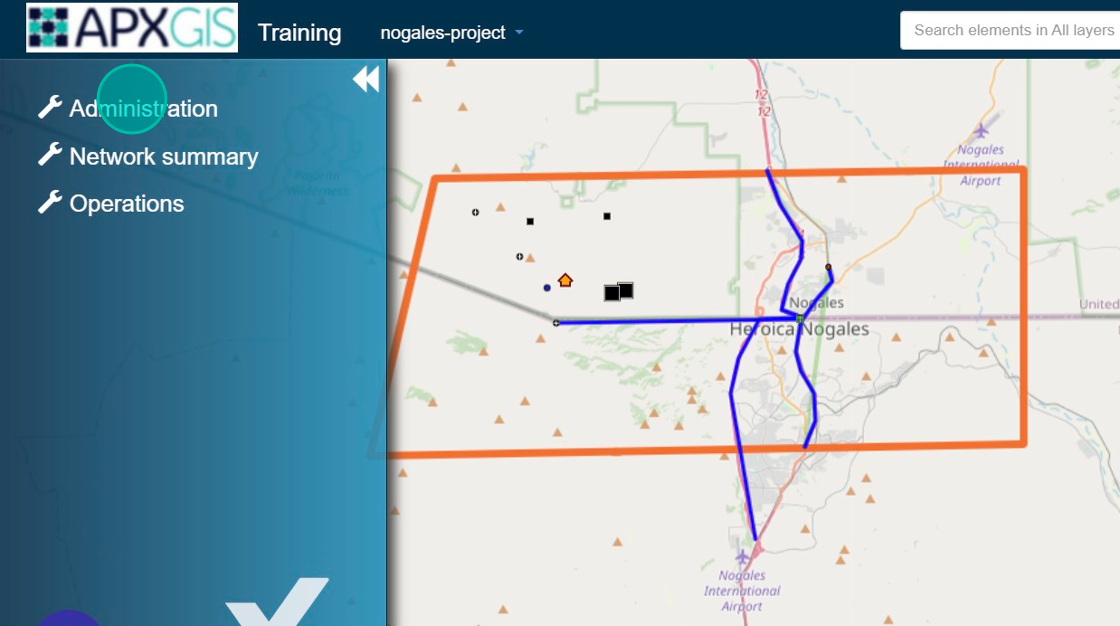 APXGIS
Training
nogales-project
Search elements in All layers
Administration
Network summary
Operations
Pajarita
Wilderness
12
12
Nogales
International
Airport
Nogales
United
Heroica Nogales
Nogales
International
Airport